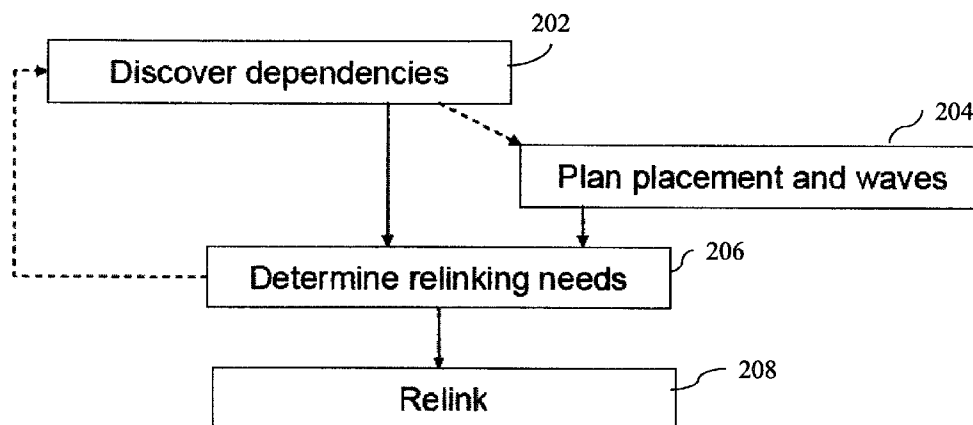 202
Discover dependencies
204
Plan placement and waves
206
Determine relinking needs
208
Relink